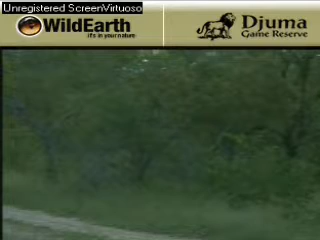 Unregistered ScreenVirtuoso
WildEarth
it's in your nature
Djuma
Game Reserve